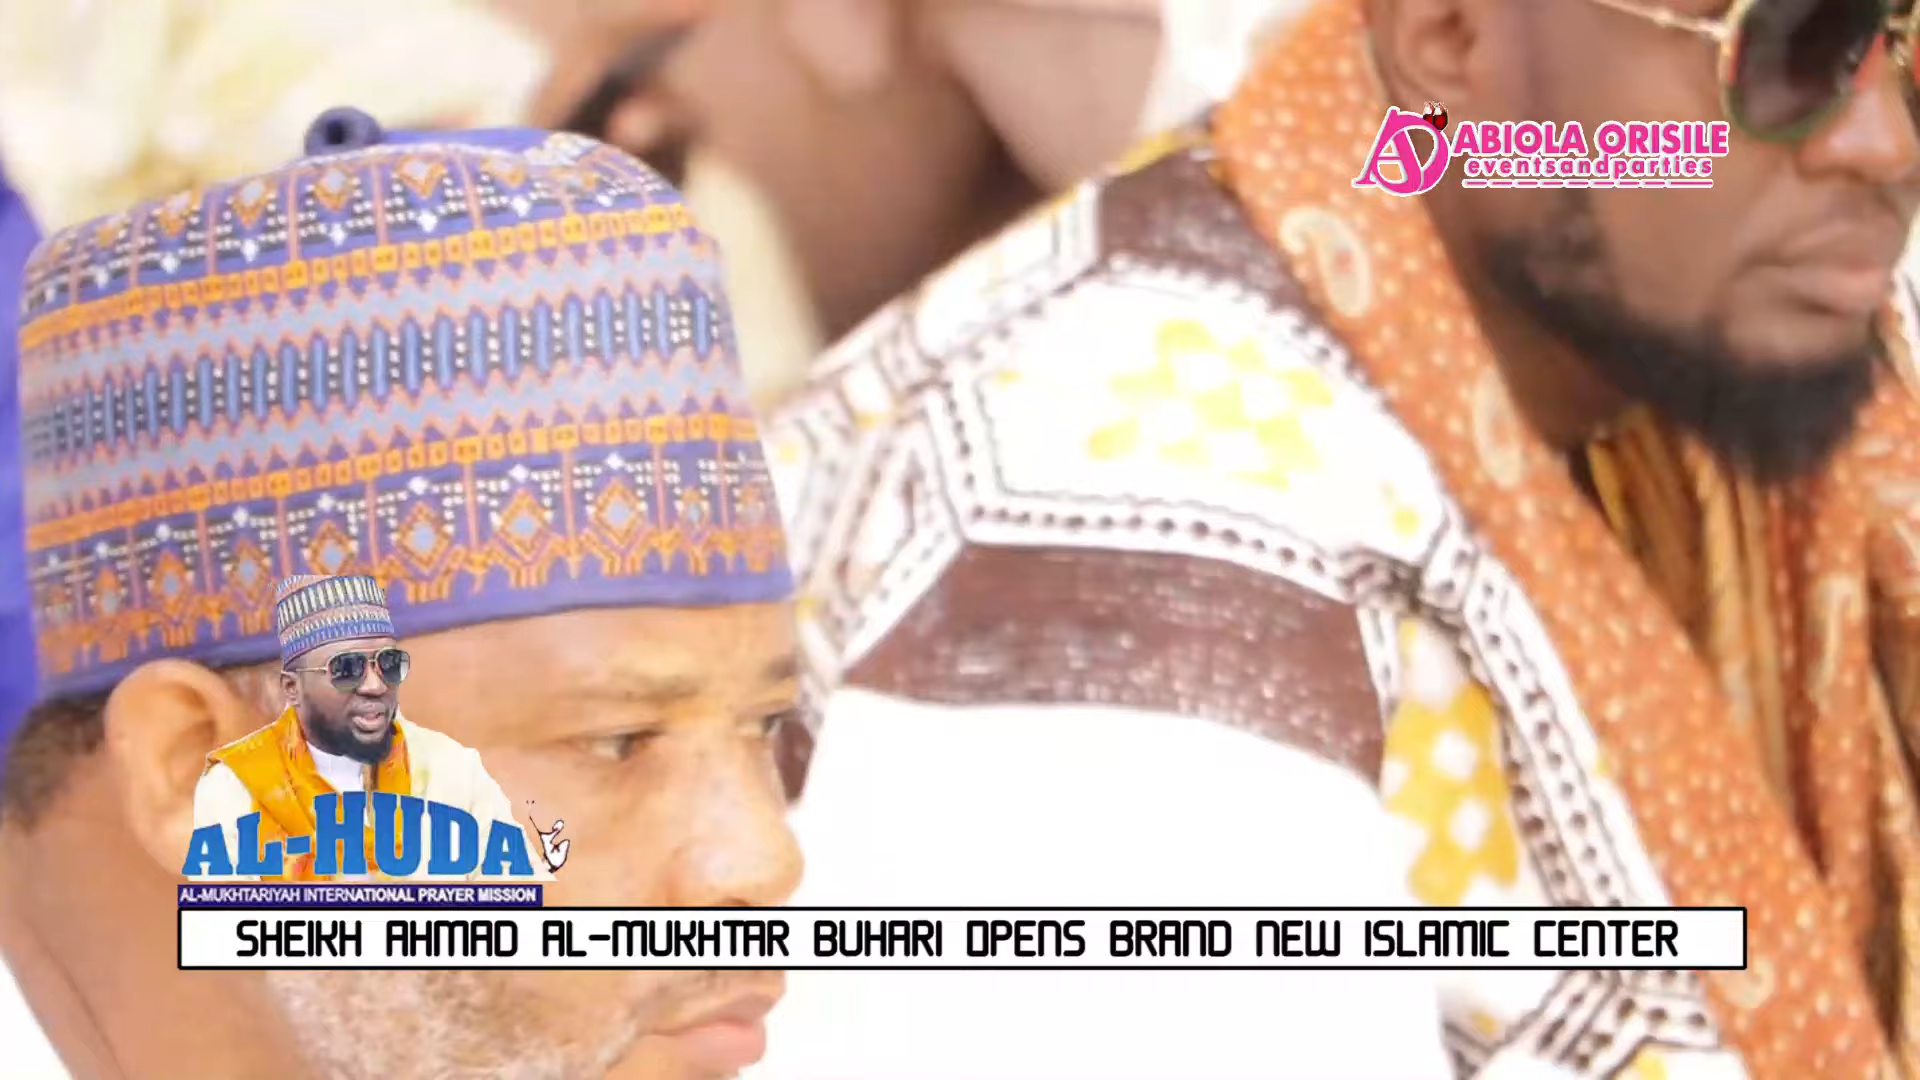 ABIOLA ORISILE
eventsandparties
AL-HUDA
AL-MUKHTARIYAH INTERNATIONAL PRAYER MISSION
SHEIKH AHMAD AL-MUKHTAR BUHARI OPENS BRAND NEW ISLAMIC CENTER